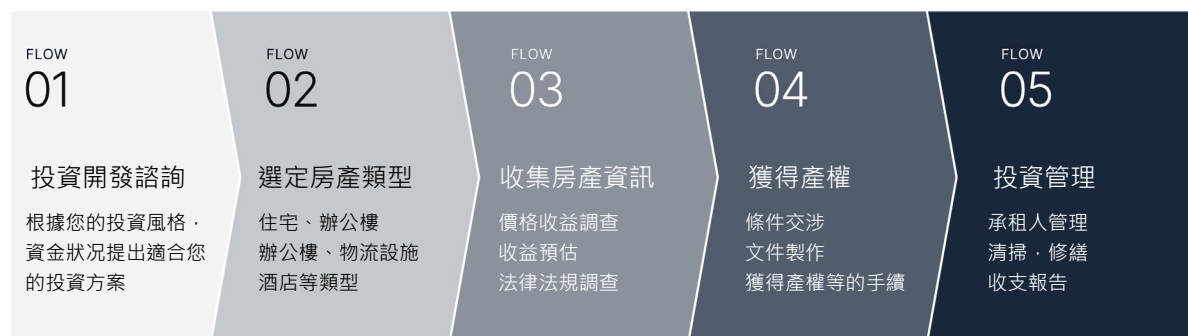 FLOW
01
投資開發諮詢
根據您的投資風格，
資金狀況提出適合您
的投資方案
FLOW
02
選定房產類型
住宅、辦公樓
辦公樓、物流設施
酒店等類型
FLOW
03
收集房產資訊
價格收益調查
收益預估
法律法規調查
FLOW
04
獲得產權
條件交涉
文件製作
獲得產權等的手續
FLOW
05
投資管理
承租人管理
清掃，修繕
收支報告